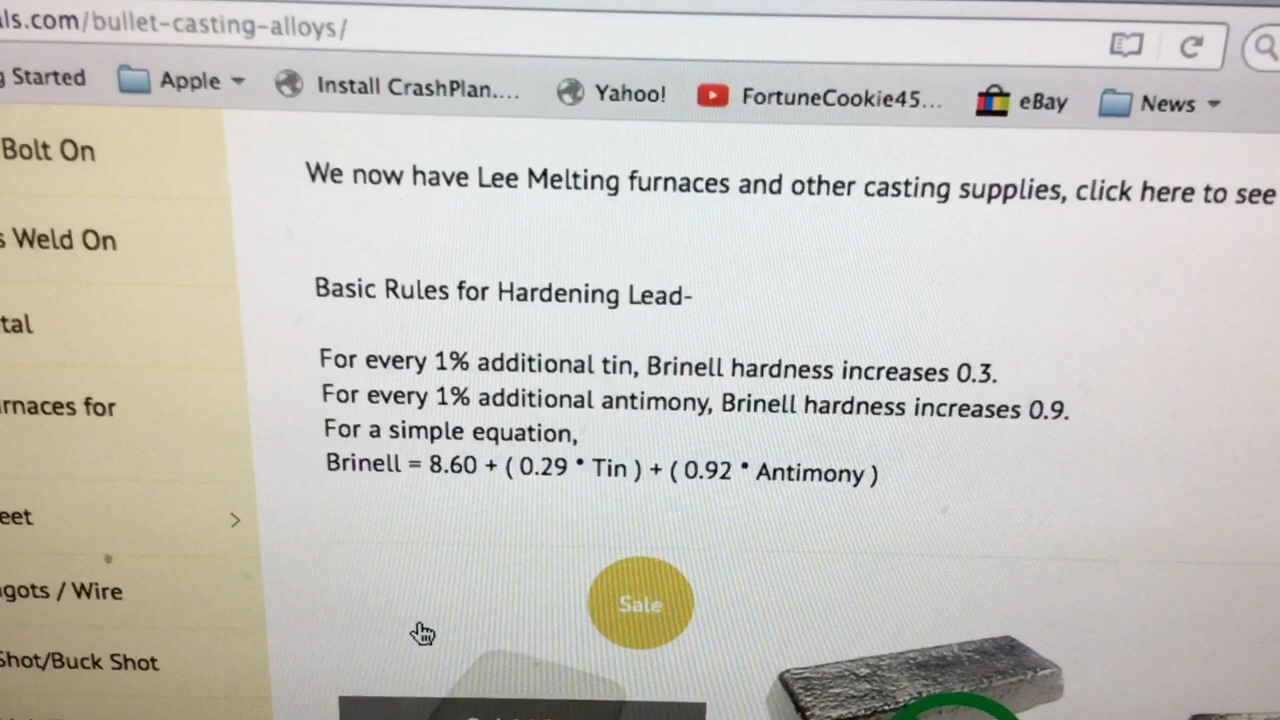 ls.com/bullet-casting-alloys/
g Started
Apple
Install CrashPlan....
Yahoo!
FortuneCookie45...
eBay
News
Bolt On
s Weld On
tal
rnaces for
eet
gots / Wire
Shot/Buck Shot
We now have Lee Melting furnaces and other casting supplies, click here to see
Basic Rules for Hardening Lead-
For every 1% additional tin, Brinell hardness increases 0.3.
For every 1% additional antimony, Brinell hardness increases 0.9.
For a simple equation,
Brinell = 8.60 + ( 0.29 * Tin ) + ( 0.92 * Antimony )
Sale